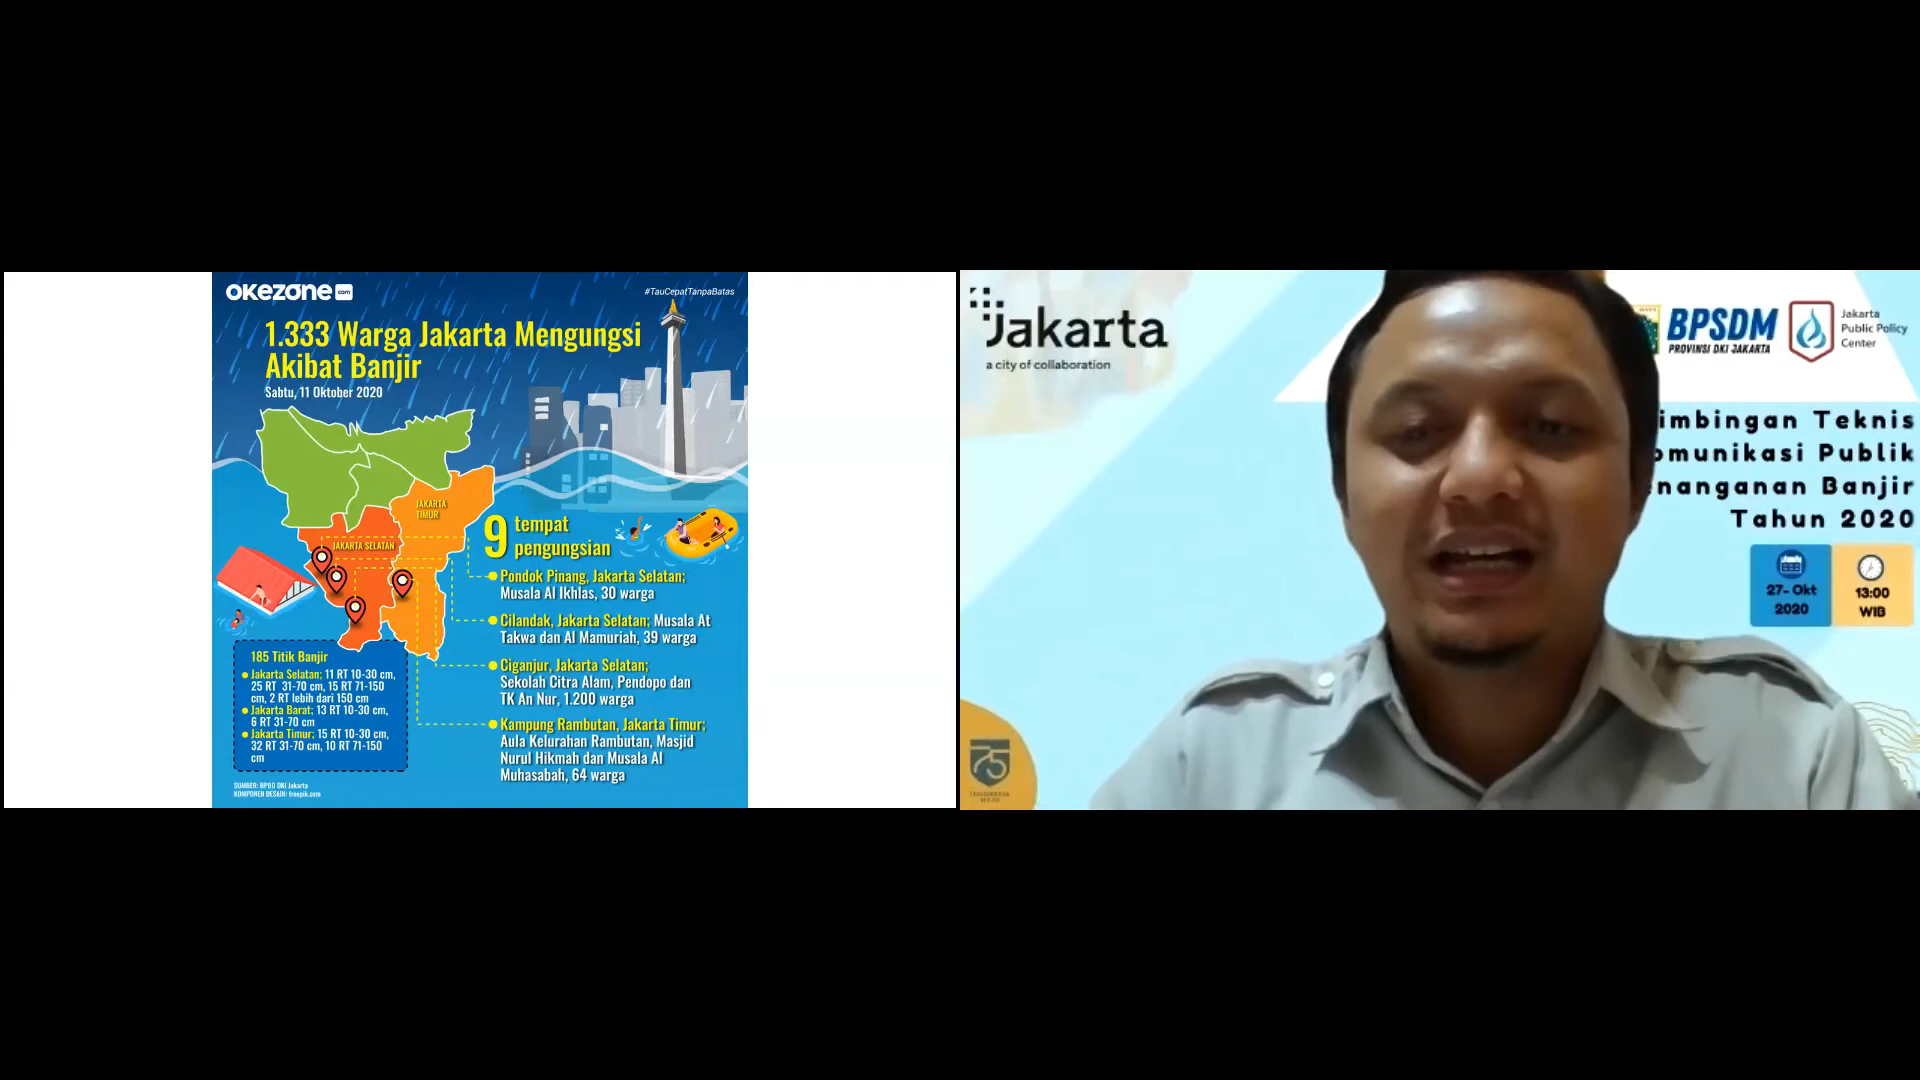 OKEZONE.com
#TauCepatTanpaBatas
1.333 Warga Jakarta Mengungsi
Akibat Banjir
Sabtu, 11 Oktober 2020
JAKARTA
TIMUR
JAKARTA SELATAN
9 tempat
pengungsian
Pondok Pinang, Jakarta Selatan;
Musala Al Ikhlas, 30 warga
Cilandak, Jakarta Selatan; Musala At
Takwa dan Al Mamuriah, 39 warga
Ciganjur, Jakarta Selatan;
Sekolah Citra Alam, Pendopo dan
TK An Nur, 1.200 warga
Kampung Rambutan, Jakarta Timur;
Aula Kelurahan Rambutan, Masjid
Nurul Hikmah dan Musala Al
Muhasabah, 64 warga
185 Titik Banjir
Jakarta Selatan; 11 RT 10-30 cm,
25 RT 31-70 cm, 15 RT 71-150
cm, 2 RT lebih dari 150 cm
Jakarta Barat; 13 RT 10-30 cm,
6 RT 31-70 cm
Jakarta Timur; 15 RT 10-30 cm,
32 RT 31-70 cm, 10 RT 71-150
cm
SUMBER: BPBD DKI Jakarta
KOMPONEN DESAIN: freepik.com
Jakarta
a city of collaboration
BPSDM
PROVINSI DKI JAKARTA
Jakarta
Public Policy
Center
imbingan Teknis
omunikasi Publik
nanganan Banjir
Tahun 2020
27- Okt
2020
13:00
WIB
75
INDONESIA
MAJU